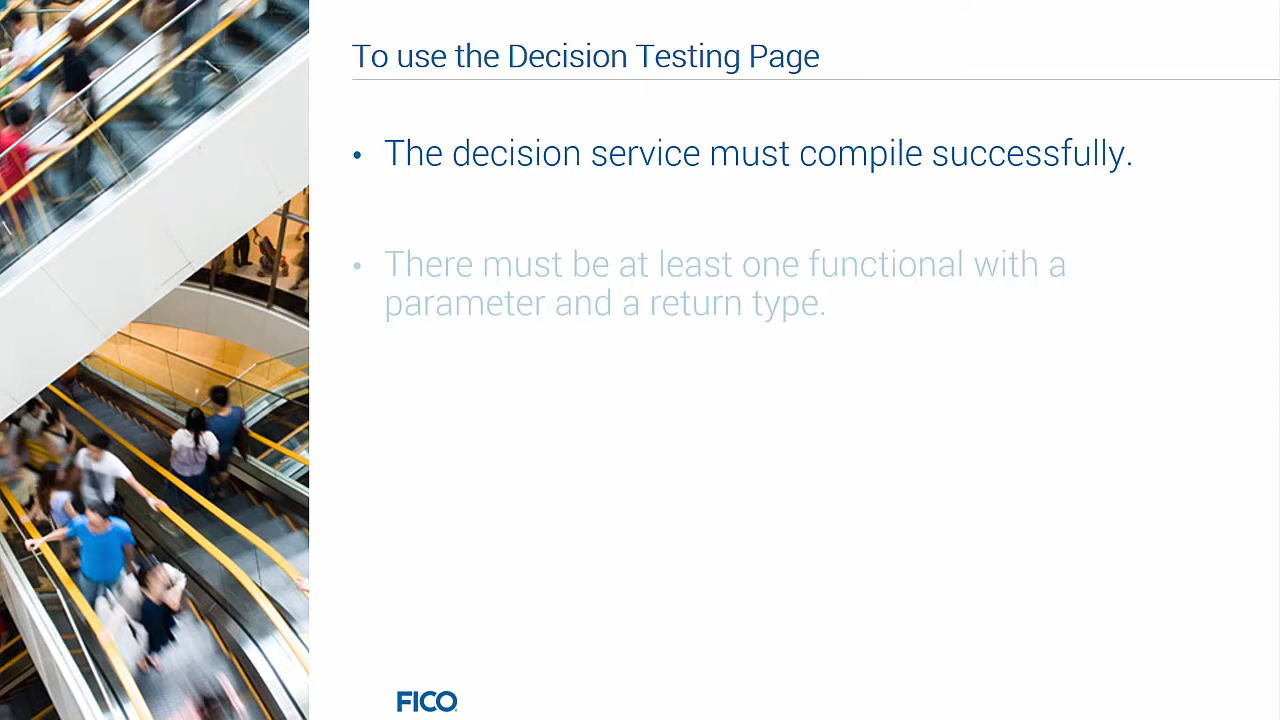 To use the Decision Testing Page
• The decision service must compile successfully.
• There must be at least one functional with a
parameter and a return type.
FICO